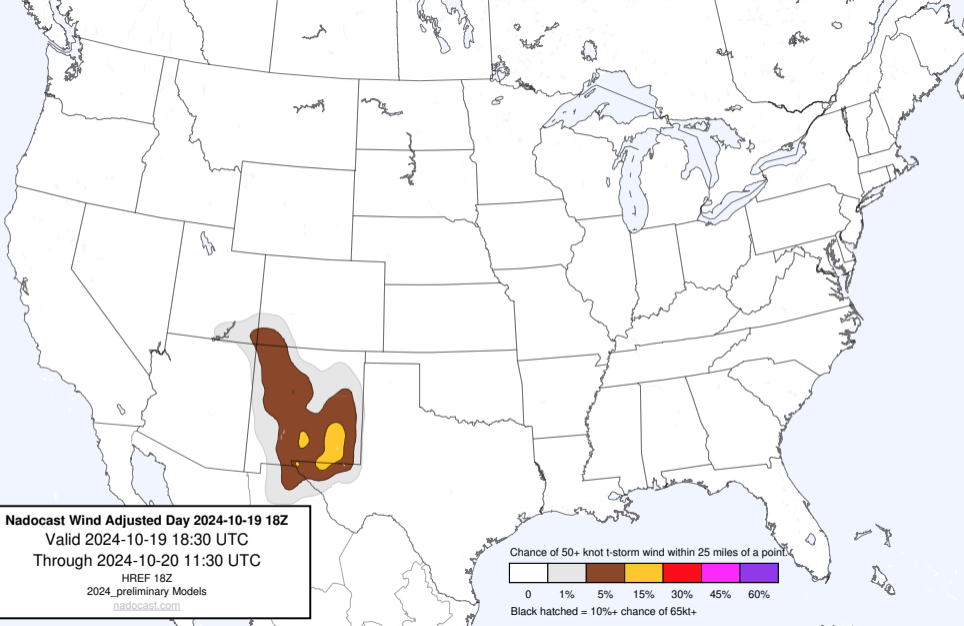 Nadocast Wind Adjusted Day 2024-10-19 18Z
Valid 2024-10-19 18:30 UTC
Through 2024-10-20 11:30 UTC
HREF 18Z
2024_preliminary Models
nadocast.com
Chance of 50+ knot t-storm wind within 25 miles of a point.
0 1% 5% 15% 30% 45% 60%
Black hatched = 10%+ chance of 65kt+